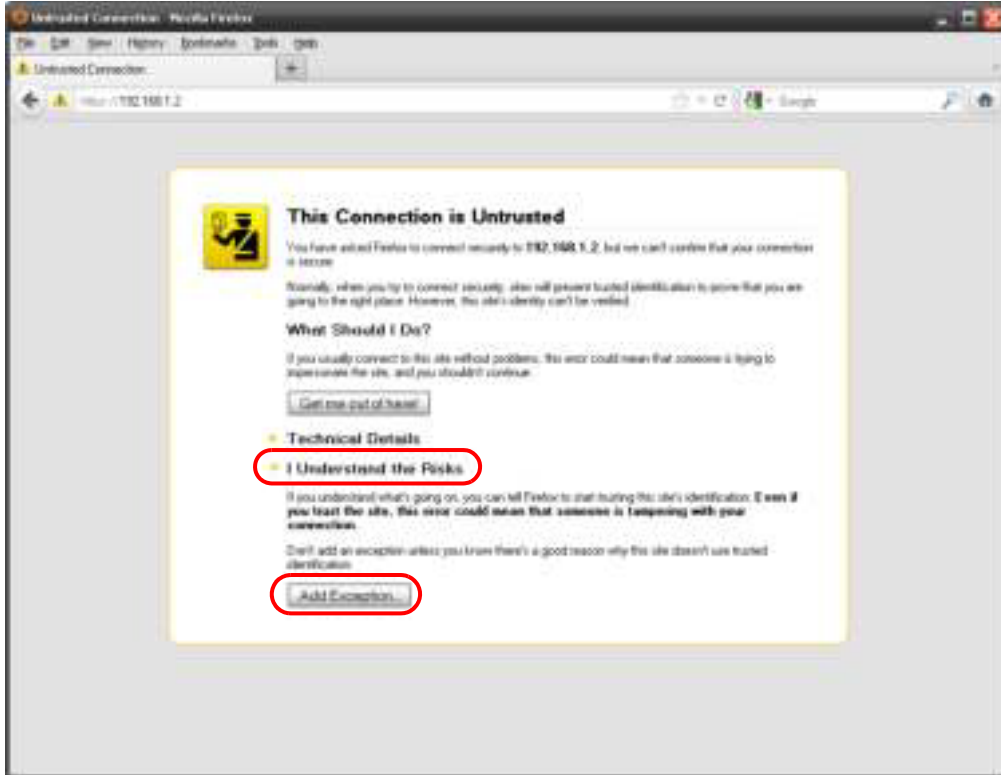 Untrusted Connection - Mozilla Firefox
File Edit View History Bookmarks Tools Help
Untrusted Connection
https://192.168.1.2
Google
This Connection is Untrusted
You have asked Firefox to connect securely to 192.168.1.2, but we can't confirm that your connection
is secure.
Normally, when you try to connect securely, sites will present trusted identification to prove that you are
going to the right place. However, this site's identity can't be verified.
What Should I Do?
If you usually connect to this site without problems, this error could mean that someone is trying to
impersonate the site, and you shouldn't continue.
Get me out of here!
Technical Details
I Understand the Risks
If you understand what's going on, you can tell Firefox to start trusting this site's identification. Even if
you trust the site, this error could mean that someone is tampering with your
connection.
Don't add an exception unless you know there's a good reason why this site doesn't use trusted
identification.
Add Exception...